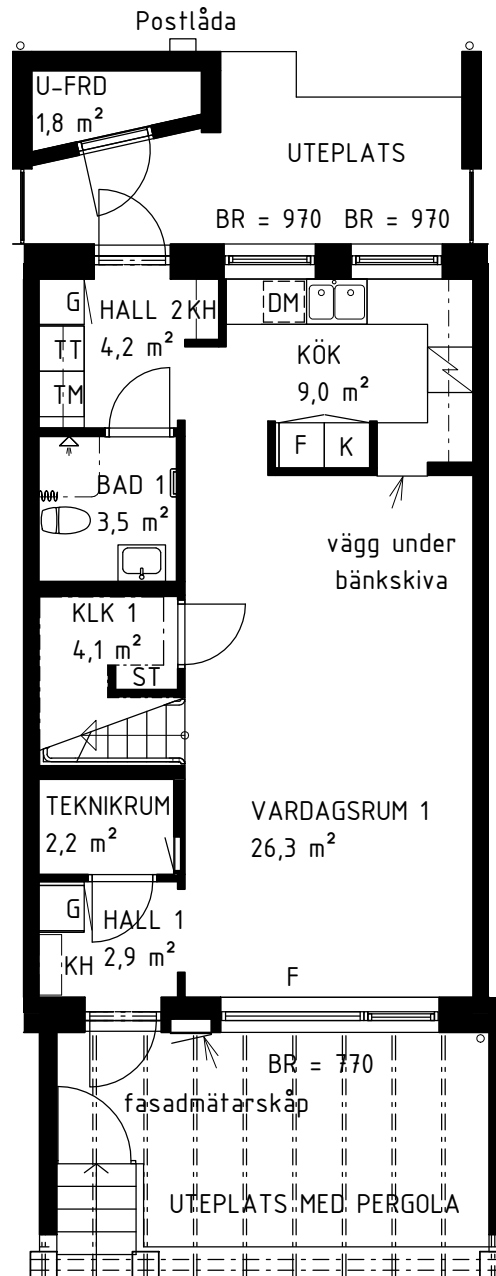 Postlåda
U-FRD
1,8 m²
UTEPLATS
BR = 970 BR = 970
G
HALL 2
KH
DM
TT
4,2 m²
KÖK
9,0 m²
TM
F
K
BAD 1
3,5 m²
vägg under
bänkskiva
KLK 1
4,1 m²
ST
TEKNIKRUM
2,2 m²
VARDAGSRUM 1
26,3 m²
G
HALL 1
2,9 m²
KH
F
BR = 770
fasadmätarskåp
UTEPLATS MED PERGOLA